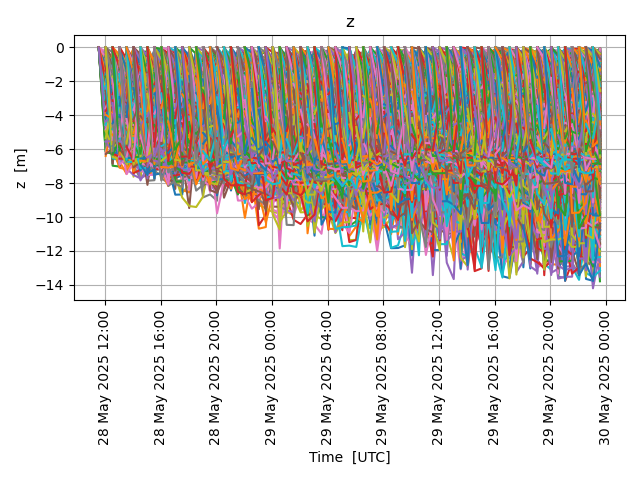 z
0
−2
−4
−6
−8
−10
−12
−14
z  [m]
28 May 2025 12:00
28 May 2025 16:00
28 May 2025 20:00
29 May 2025 00:00
29 May 2025 04:00
29 May 2025 08:00
29 May 2025 12:00
29 May 2025 16:00
29 May 2025 20:00
30 May 2025 00:00
Time  [UTC]